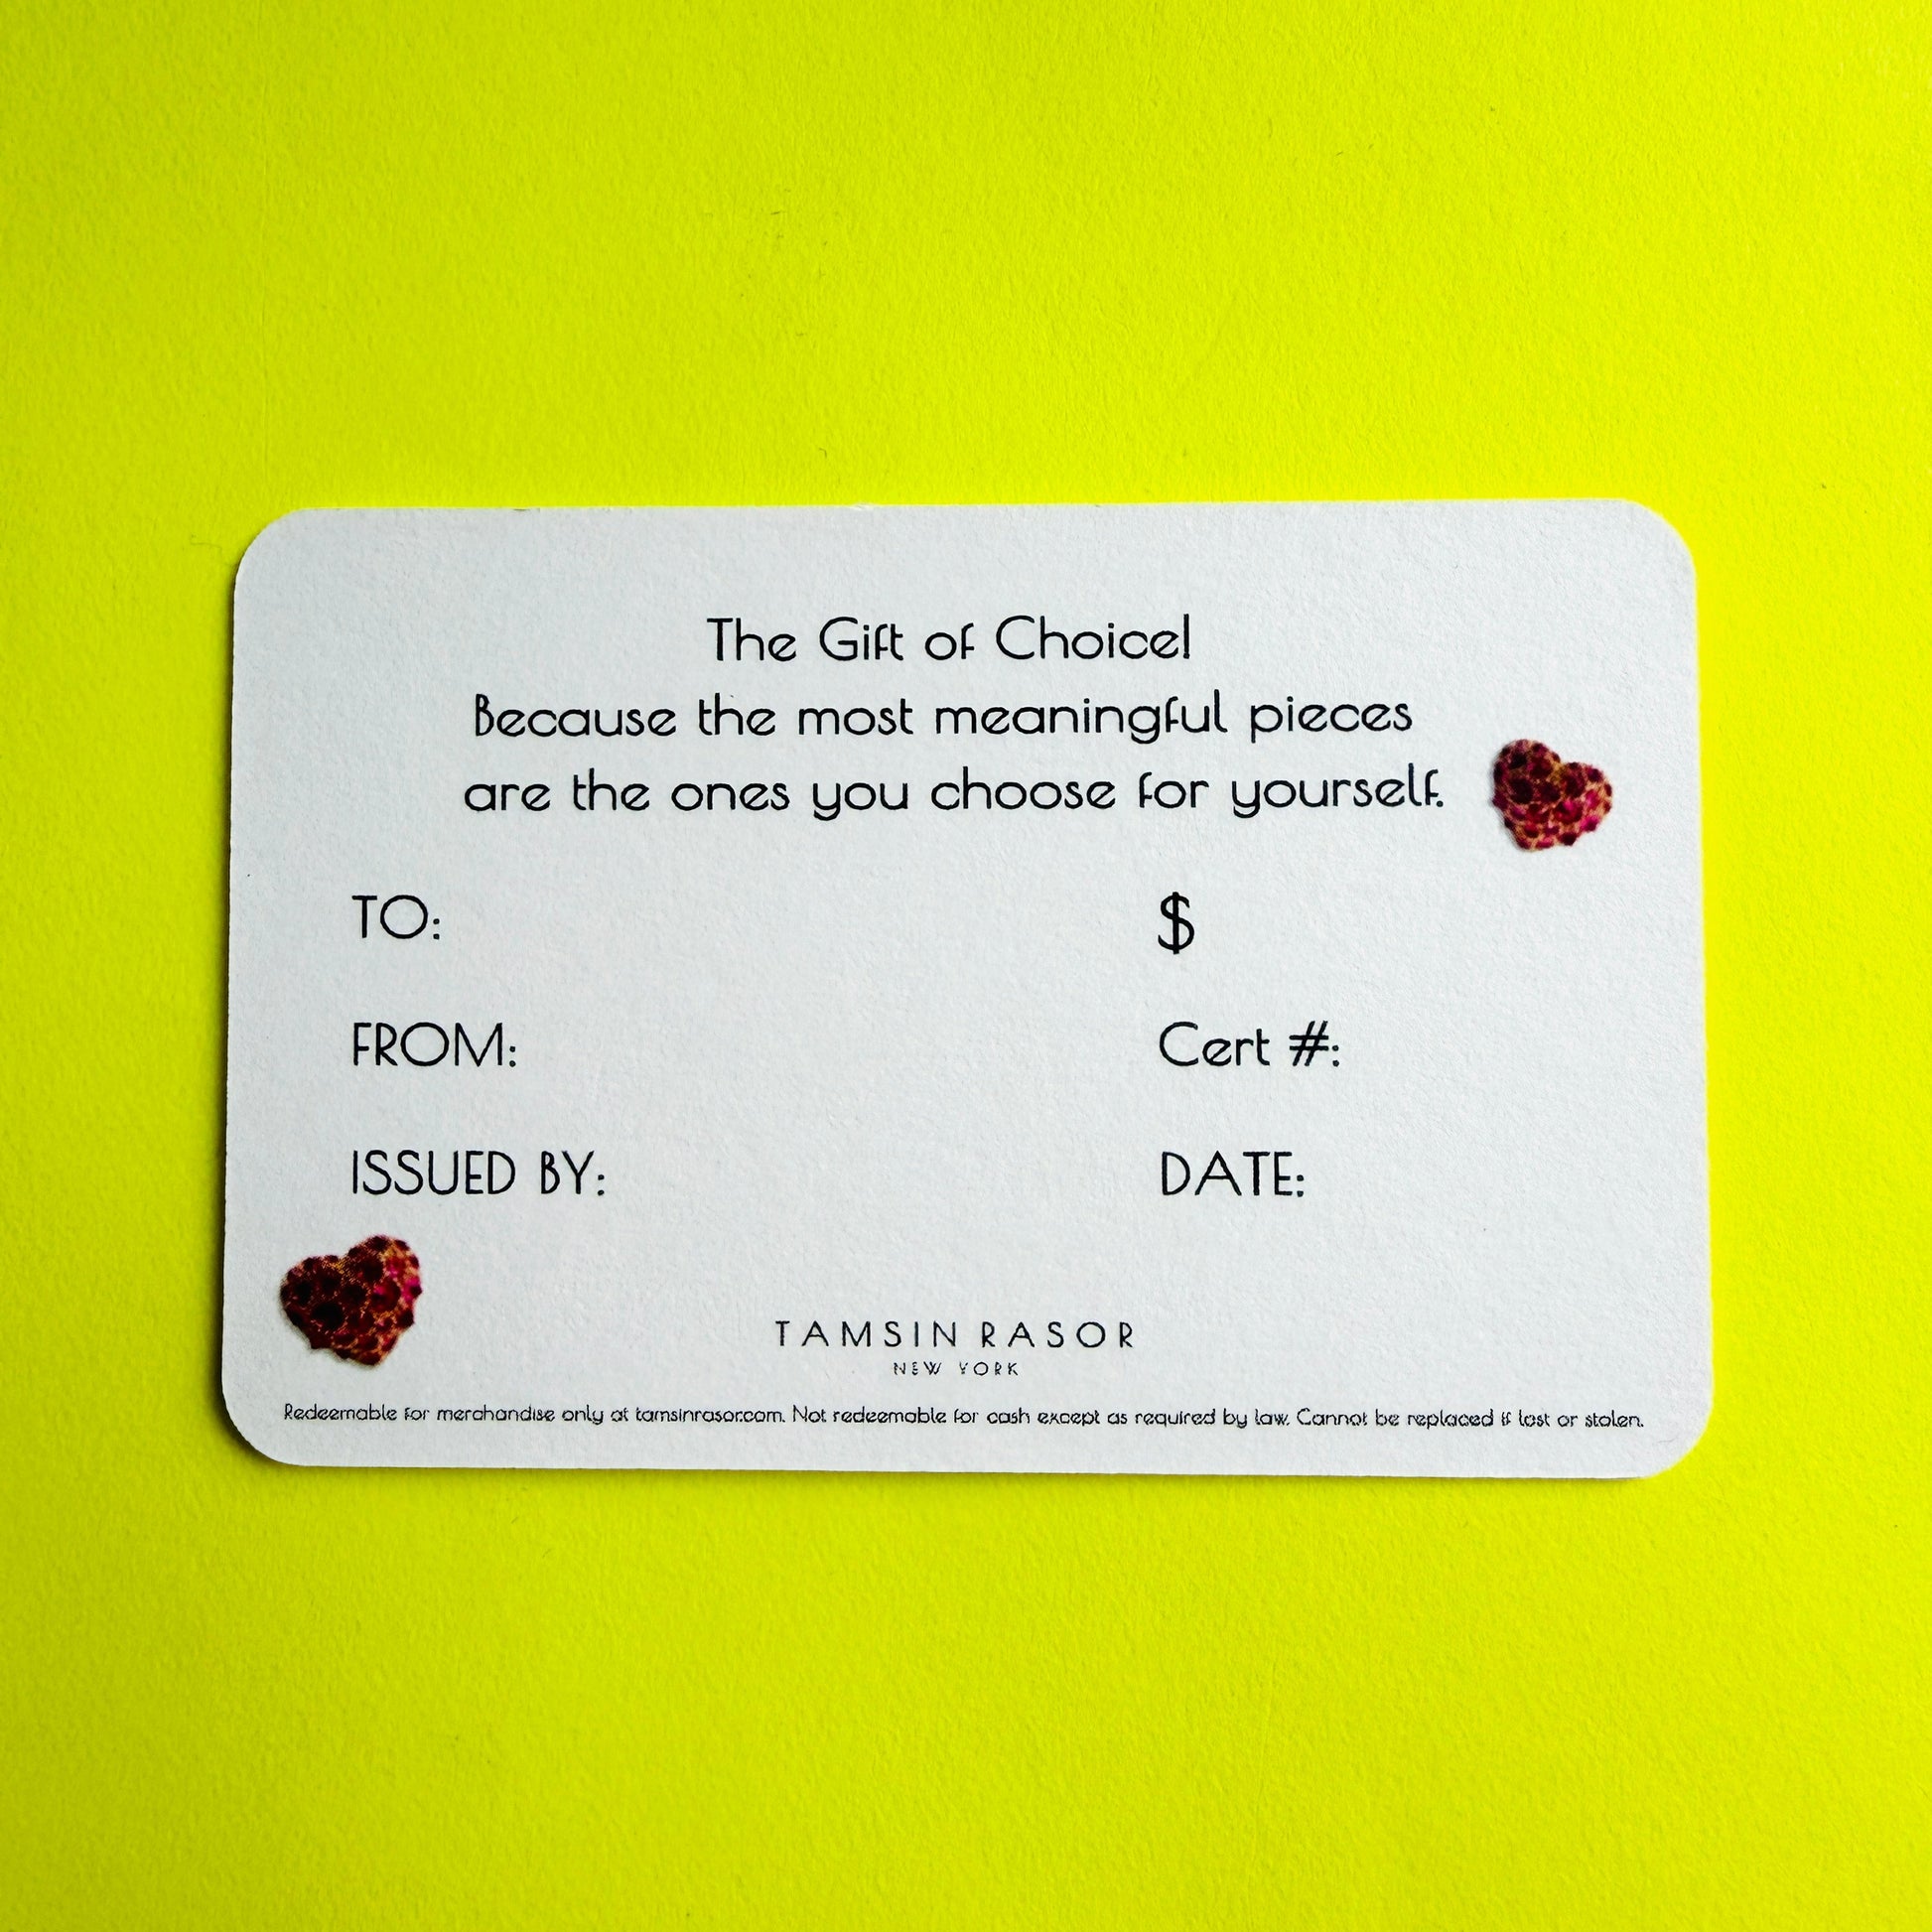 The Gift of Choice!
Because the most meaningful pieces
are the ones you choose for yourself.
TO: $
FROM: Cert #:
ISSUED BY: DATE:
TAMSIN RASOR
NEW YORK
Redeemable for merchandise only at tamsinrasor.com. Not redeemable for cash except as required by law. Cannot be replaced if lost or stolen.